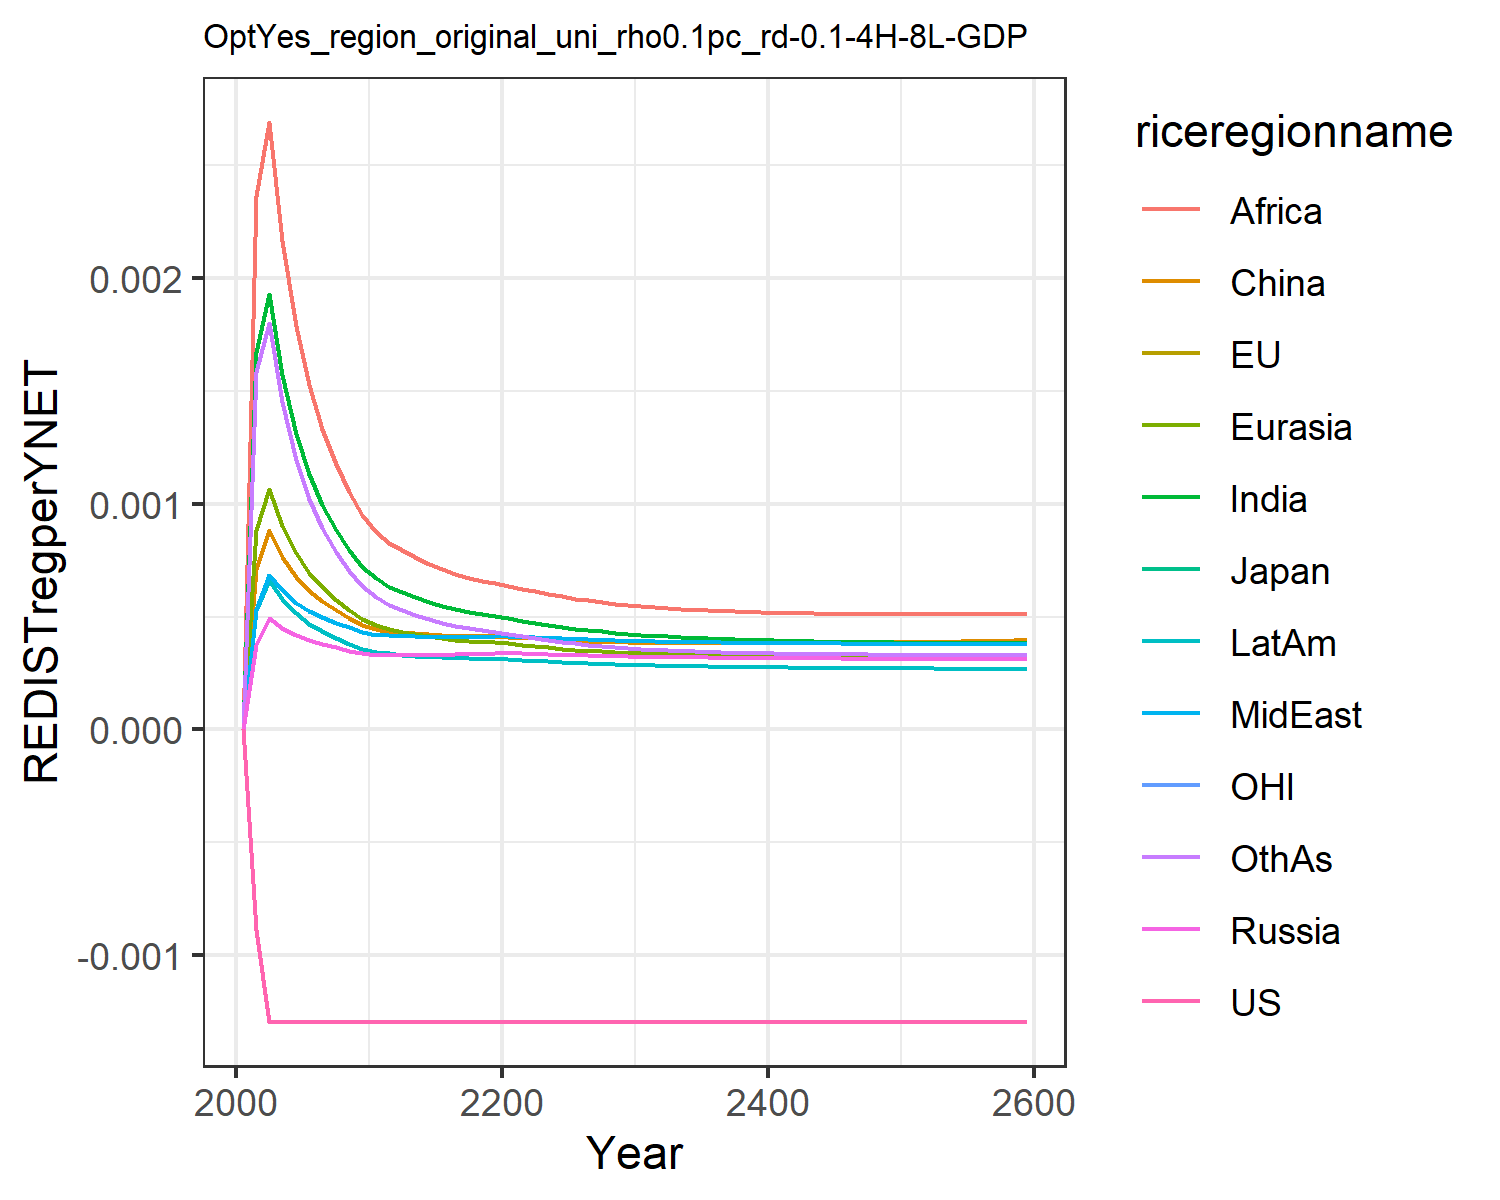 OptYes_region_original_uni_rho0.1pc_rd-0.1-4H-8L-GDP
REDISTregperYNET
0.002
0.001
0.000
-0.001
2000
2200
2400
2600
Year
riceregionname
Africa
China
EU
Eurasia
India
Japan
LatAm
MidEast
OHI
OthAs
Russia
US